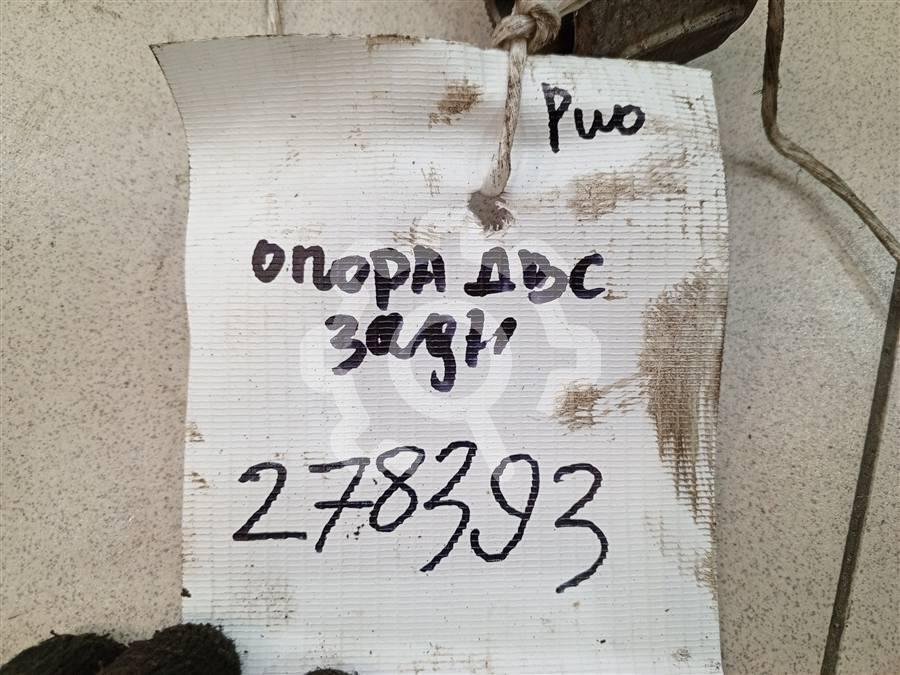 Рио
опора ДВС
задн
278393